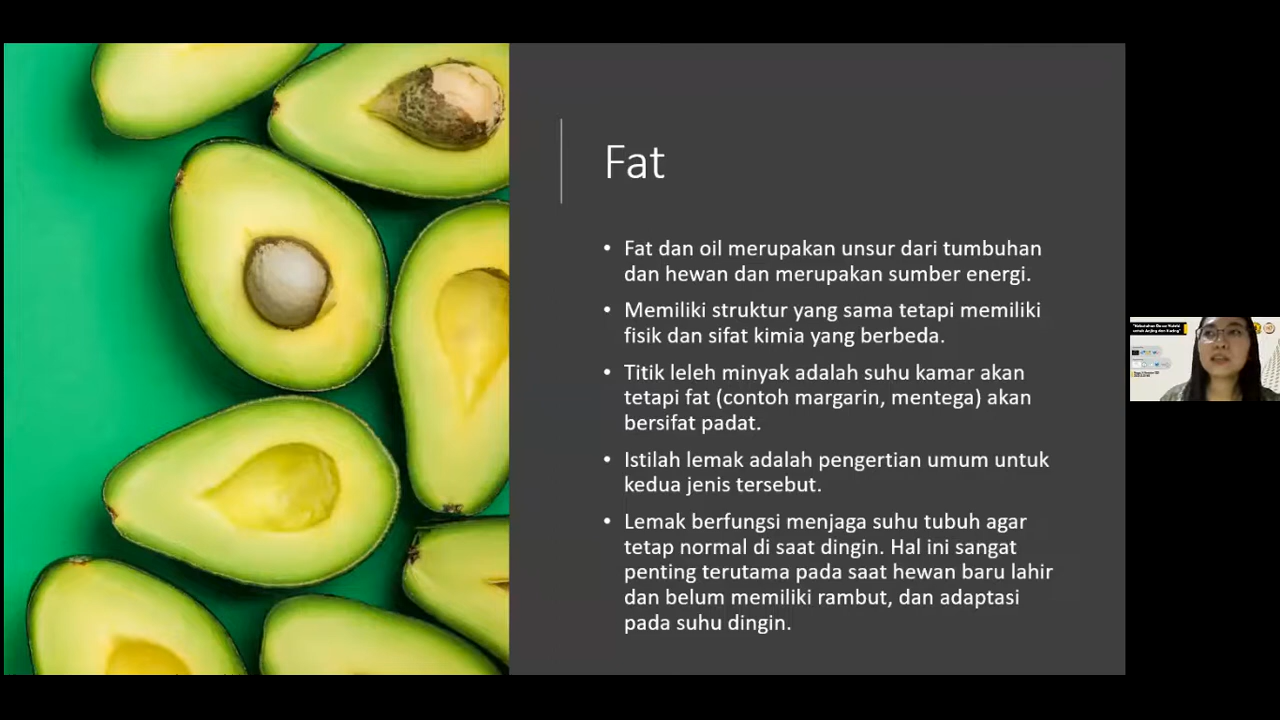 Fat
• Fat dan oil merupakan unsur dari tumbuhan
dan hewan dan merupakan sumber energi.
• Memiliki struktur yang sama tetapi memiliki
fisik dan sifat kimia yang berbeda.
• Titik leleh minyak adalah suhu kamar akan
tetapi fat (contoh margarin, mentega) akan
bersifat padat.
• Istilah lemak adalah pengertian umum untuk
kedua jenis tersebut.
• Lemak berfungsi menjaga suhu tubuh agar
tetap normal di saat dingin. Hal ini sangat
penting terutama pada saat hewan baru lahir
dan belum memiliki rambut, dan adaptasi
pada suhu dingin.